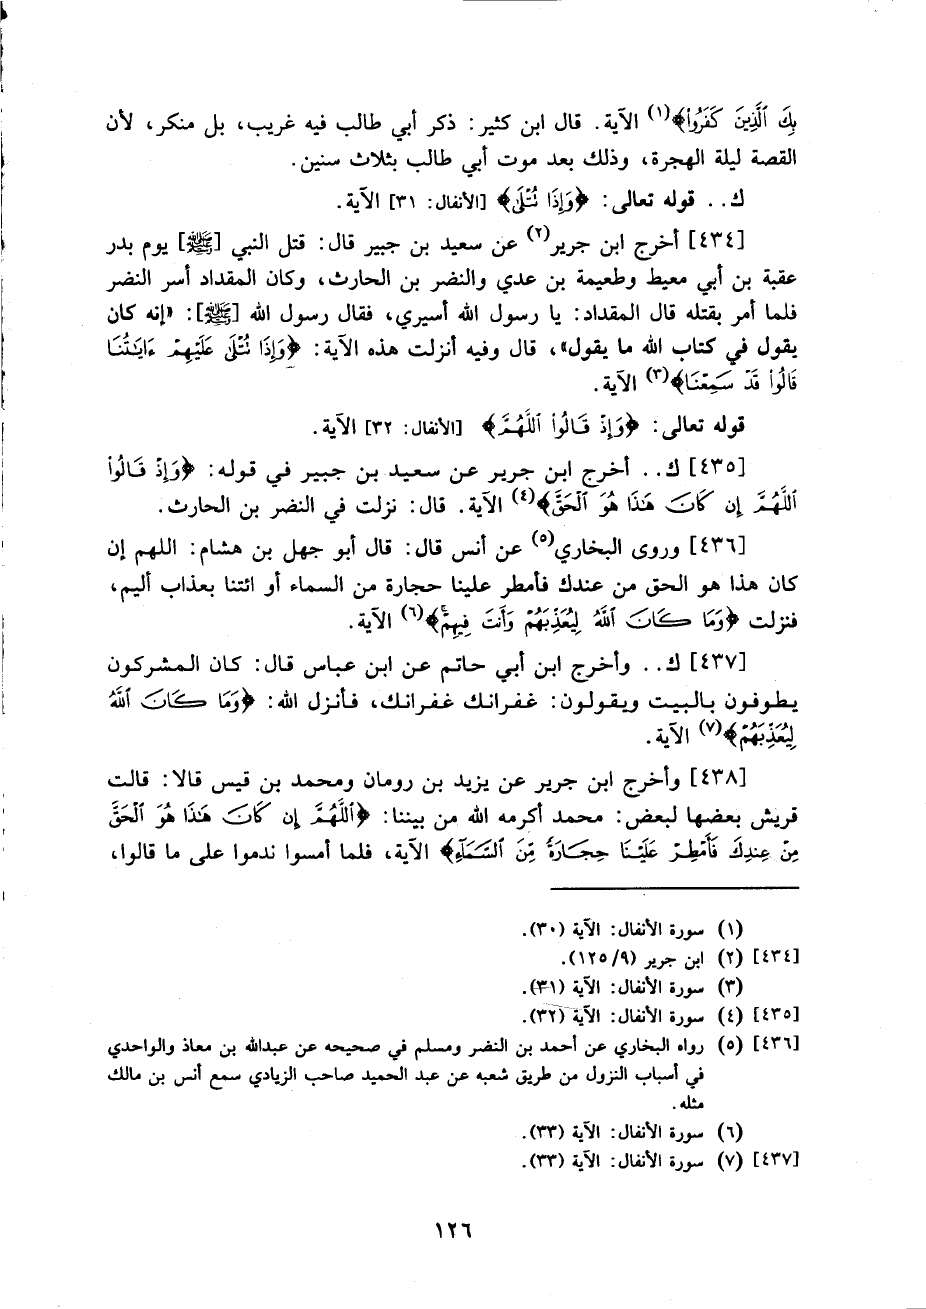 بِكَ ٱلَّذِينَ كَفَرُوا۟﴾(١) الآية. قال ابن كثير: ذكر أبي طالب فيه غريب، بل منكر، لأن
القصة ليلة الهجرة، وذلك بعد موت أبي طالب بثلاث سنين.
ك.. قوله تعالى: ﴿وَإِذَا تُتْلَىٰ﴾ [الأنفال: ٣١] الآية.
[٤٣٤] أخرج ابن جرير(٢) عن سعيد بن جبير قال: قتل النبي [ﷺ] يوم بدر
عقبة بن أبي معيط وطعيمة بن عدي والنضر بن الحارث، وكان المقداد أسر النضر
فلما أمر بقتله قال المقداد: يا رسول الله أسيري، فقال رسول الله [ﷺ]: «إنه كان
يقول في كتاب الله ما يقول»، قال وفيه أنزلت هذه الآية: ﴿وَإِذَا تُتْلَىٰ عَلَيْهِمْ ءَايَٰتُنَا
قَالُوا۟ قَدْ سَمِعْنَا﴾(٣) الآية.
قوله تعالى: ﴿وَإِذْ قَالُوا۟ ٱللَّهُمَّ﴾ [الأنفال: ٣٢] الآية.
[٤٣٥] ك.. أخرج ابن جرير عن سعيد بن جبير في قوله: ﴿وَإِذْ قَالُوا۟
ٱللَّهُمَّ إِن كَانَ هَٰذَا هُوَ ٱلْحَقَّ﴾(٤) الآية. قال: نزلت في النضر بن الحارث.
[٤٣٦] وروى البخاري(٥) عن أنس قال: قال أبو جهل بن هشام: اللهم إن
كان هذا هو الحق من عندك فأمطر علينا حجارة من السماء أو ائتنا بعذاب أليم،
فنزلت ﴿وَمَا كَانَ ٱللَّهُ لِيُعَذِّبَهُمْ وَأَنتَ فِيهِمْ﴾(٦) الآية.
[٤٣٧] ك.. وأخرج ابن أبي حاتم عن ابن عباس قال: كان المشركون
يطوفون بالبيت ويقولون: غفرانك غفرانك، فأنزل الله: ﴿وَمَا كَانَ ٱللَّهُ
لِيُعَذِّبَهُمْ﴾(٧) الآية.
[٤٣٨] وأخرج ابن جرير عن يزيد بن رومان ومحمد بن قيس قالا: قالت
قريش بعضها لبعض: محمد أكرمه الله من بيننا: ﴿ٱللَّهُمَّ إِن كَانَ هَٰذَا هُوَ ٱلْحَقَّ
مِنْ عِندِكَ فَأَمْطِرْ عَلَيْنَا حِجَارَةً مِّنَ ٱلسَّمَآءِ﴾ الآية، فلما أمسوا ندموا على ما قالوا،
(١) سورة الأنفال: الآية (٣٠).
[٤٣٤] (٢) ابن جرير (٩/ ١٢٥).
(٣) سورة الأنفال: الآية (٣١).
[٤٣٥] (٤) سورة الأنفال: الآية (٣٢).
[٤٣٦] (٥) رواه البخاري عن أحمد بن النضر ومسلم في صحيحه عن عبدالله بن معاذ والواحدي
في أسباب النزول من طريق شعبه عن عبد الحميد صاحب الزيادي سمع أنس بن مالك
مثله.
(٦) سورة الأنفال: الآية (٣٣).
[٤٣٧] (٧) سورة الأنفال: الآية (٣٣).
١٢٦